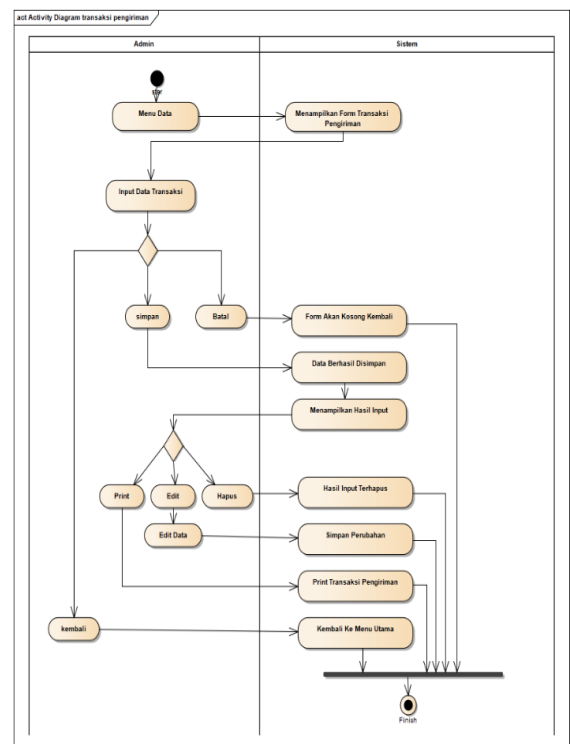 act Activity Diagram transaksi pengiriman
Admin
Sistem
star
Menu Data
Menampilkan Form Transaksi
Pengiriman
Input Data Transaksi
simpan
Batal
Form Akan Kosong Kembali
Data Berhasil Disimpan
Menampilkan Hasil Input
Print
Edit
Hapus
Hasil Input Terhapus
Edit Data
Simpan Perubahan
Print Transaksi Pengiriman
kembali
Kembali Ke Menu Utama
Finish